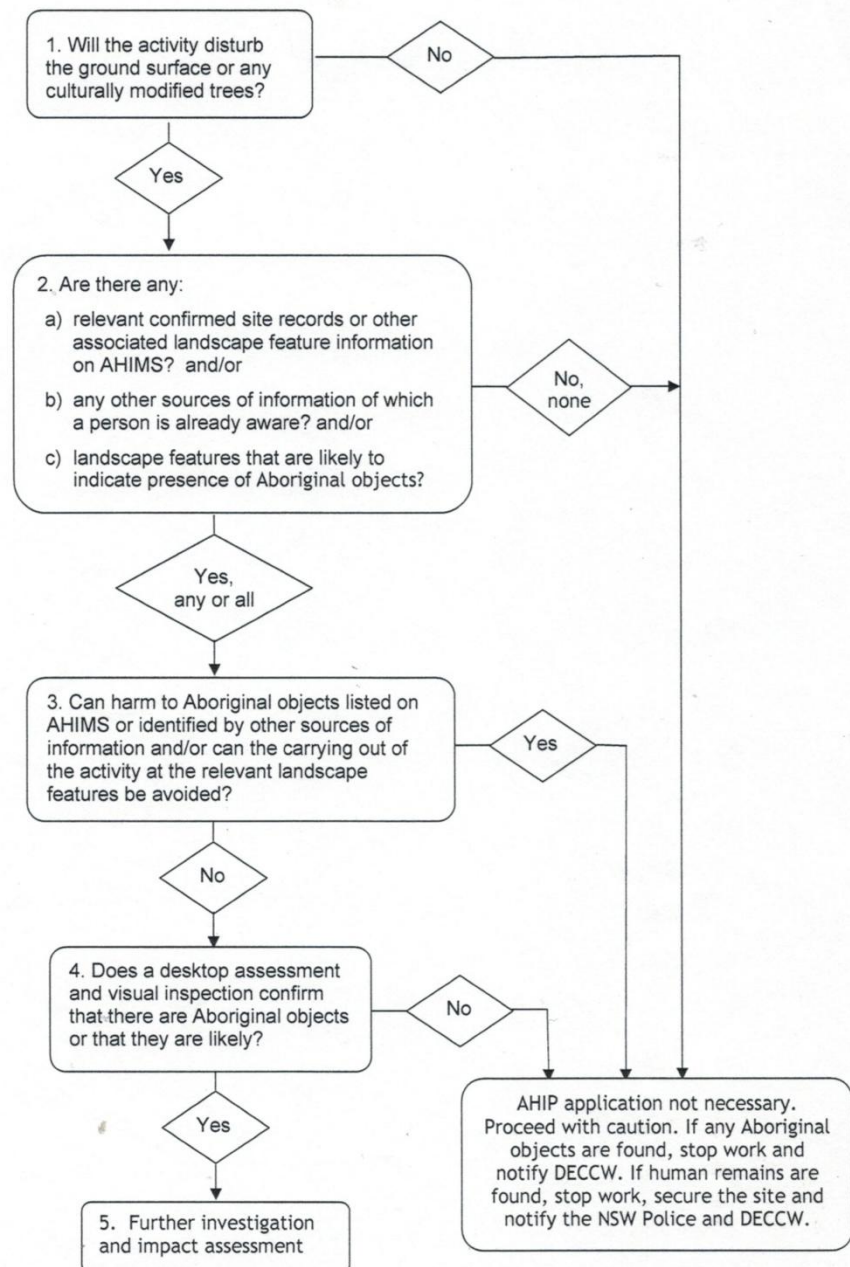 1. Will the activity disturb
the ground surface or any
culturally modified trees?
No
Yes
2. Are there any:
a) relevant confirmed site records or other
associated landscape feature information
on AHIMS? and/or
b) any other sources of information of which
a person is already aware? and/or
c) landscape features that are likely to
indicate presence of Aboriginal objects?
No,
none
Yes,
any or all
3. Can harm to Aboriginal objects listed on
AHIMS or identified by other sources of
information and/or can the carrying out of
the activity at the relevant landscape
features be avoided?
Yes
No
4. Does a desktop assessment
and visual inspection confirm
that there are Aboriginal objects
or that they are likely?
No
Yes
AHIP application not necessary.
Proceed with caution. If any Aboriginal
objects are found, stop work and
notify DECCW. If human remains are
found, stop work, secure the site and
notify the NSW Police and DECCW.
5. Further investigation
and impact assessment